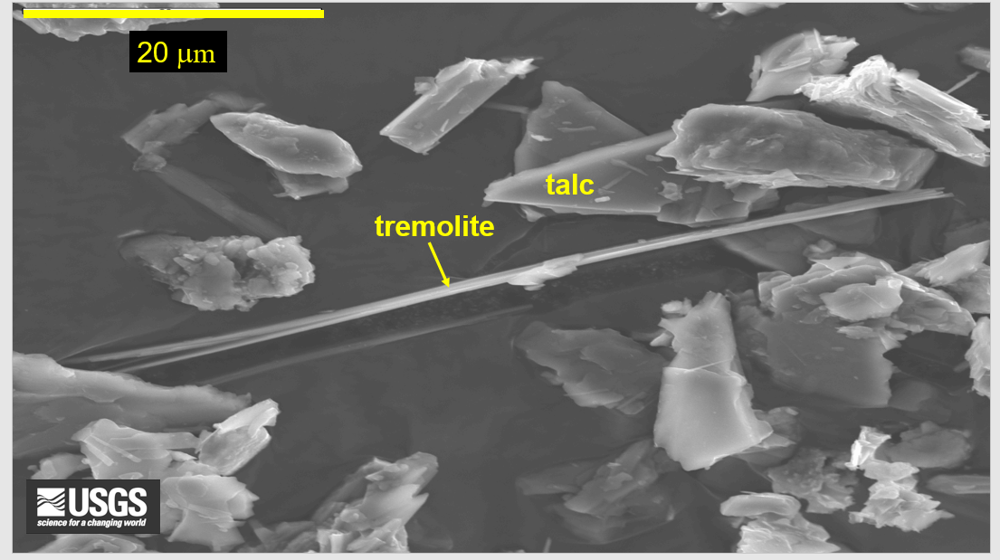 20 μm
talc
tremolite
USGS
science for a changing world